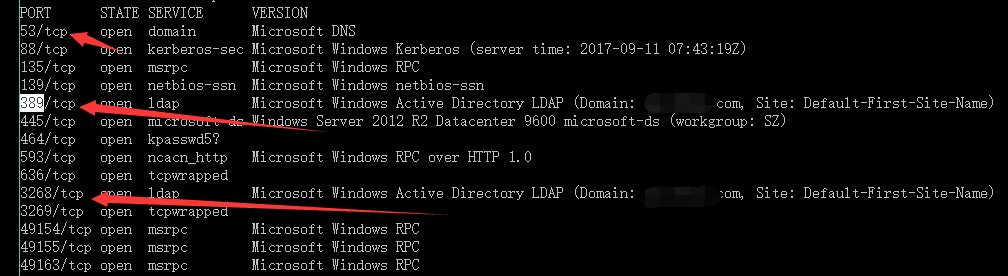 PORT STATE SERVICE VERSION
53/tcp open domain Microsoft DNS
88/tcp open kerberos-sec Microsoft Windows Kerberos (server time: 2017-09-11 07:43:19Z)
135/tcp open msrpc Microsoft Windows RPC
139/tcp open netbios-ssn Microsoft Windows netbios-ssn
389/tcp open ldap Microsoft Windows Active Directory LDAP (Domain: .com, Site: Default-First-Site-Name)
445/tcp open microsoft-ds Windows Server 2012 R2 Datacenter 9600 microsoft-ds (workgroup: SZ)
464/tcp open kpasswd5?
593/tcp open ncacn_http Microsoft Windows RPC over HTTP 1.0
636/tcp open tcpwrapped
3268/tcp open ldap Microsoft Windows Active Directory LDAP (Domain: .com, Site: Default-First-Site-Name)
3269/tcp open tcpwrapped
49154/tcp open msrpc Microsoft Windows RPC
49155/tcp open msrpc Microsoft Windows RPC
49163/tcp open msrpc Microsoft Windows RPC